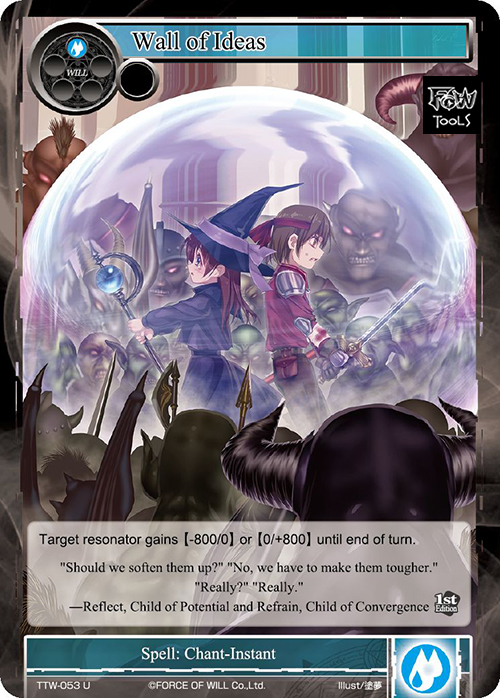 Wall of Ideas
WILL
FOW
TOOLS
Target resonator gains 【-800/0】 or 【0/+800】 until end of turn.
"Should we soften them up?" "No, we have to make them tougher."
"Really?" "Really."
—Reflect, Child of Potential and Refrain, Child of Convergence
1st
Edition
Spell: Chant-Instant
TTW-053 U ©FORCE OF WILL Co.,Ltd. Illust/塗夢